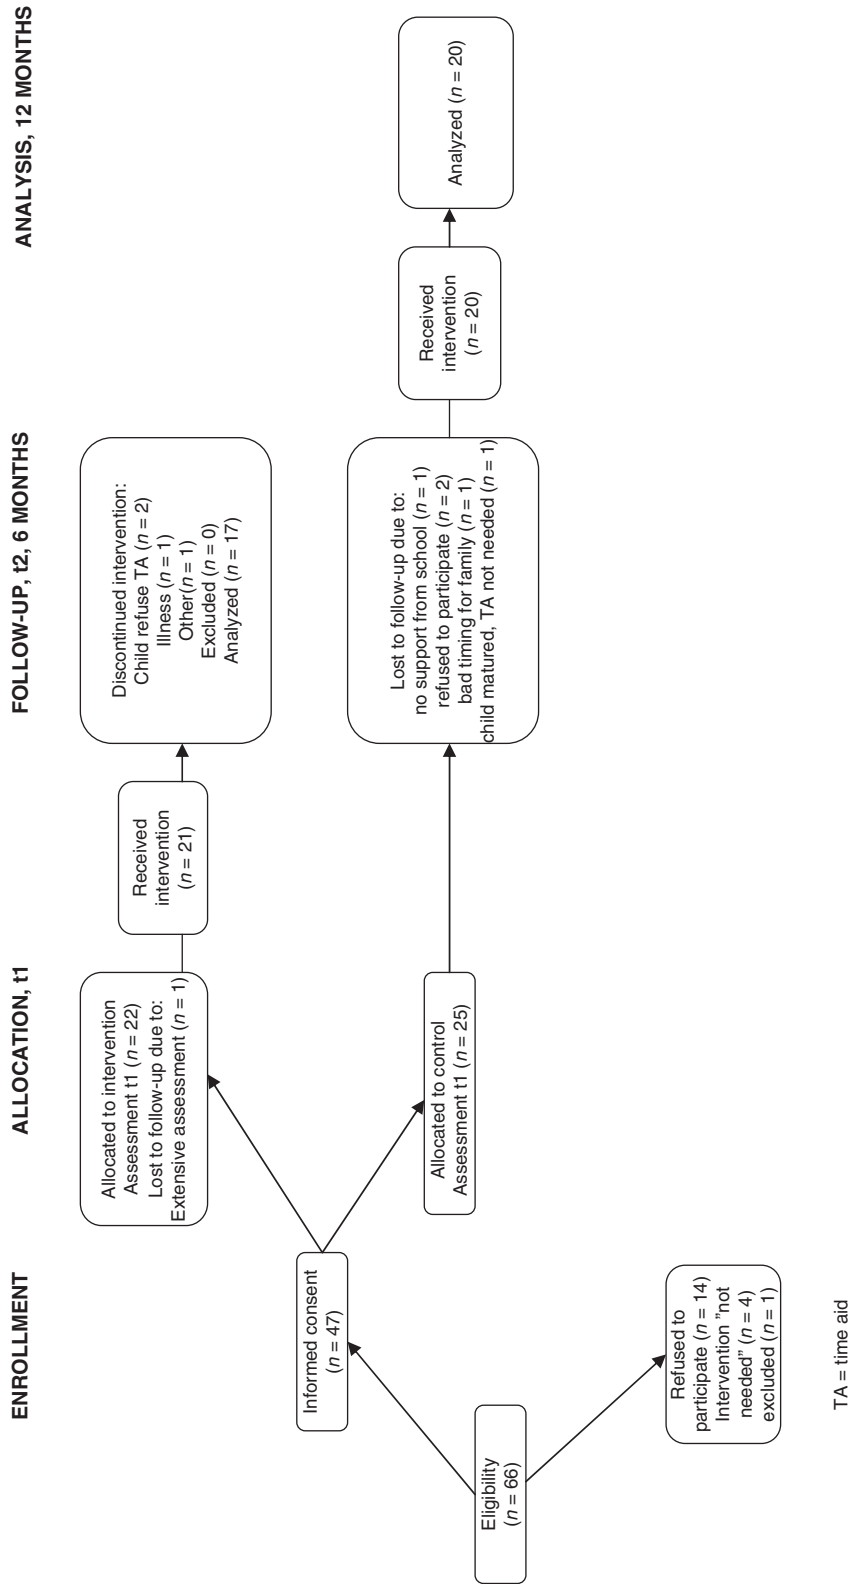 ENROLLMENT
ALLOCATION, t1
FOLLOW-UP, t2, 6 MONTHS
ANALYSIS, 12 MONTHS
Eligibility
(n = 66)
Informed consent
(n = 47)
Refused to
participate (n = 14)
Intervention ”not
needed” (n = 4)
excluded (n = 1)
Allocated to intervention
Assessment t1 (n = 22)
Lost to follow-up due to:
Extensive assessment (n = 1)
Received
intervention
(n = 21)
Discontinued intervention:
Child refuse TA (n = 2)
Illness (n = 1)
Other(n = 1)
Excluded (n = 0)
Analyzed (n = 17)
Allocated to control
Assessment t1 (n = 25)
Lost to follow-up due to:
no support from school (n = 1)
refused to participate (n = 2)
bad timing for family (n = 1)
child matured, TA not needed (n = 1)
Received
intervention
(n = 20)
Analyzed (n = 20)
TA = time aid